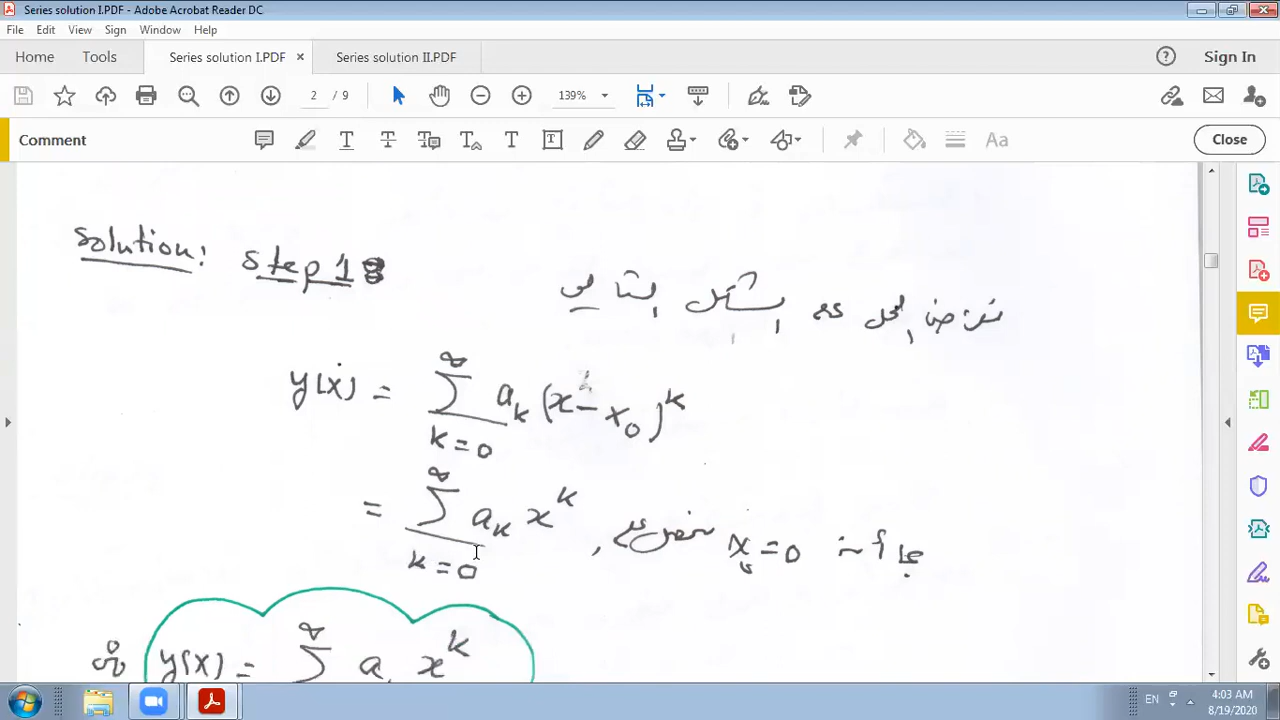 Series solution I.PDF - Adobe Acrobat Reader DC
File Edit View Sign Window Help
Home Tools Series solution I.PDF × Series solution II.PDF Sign In
2 / 9 139%
Comment Close
Solution: Step 1:
نفرض الحل على الشكل التالي
y(x) = ∑_{k=0}^{∞} a_k (x - x_0)^k
= ∑_{k=0}^{∞} a_k x^k , x_0 = 0 بما أن
∴ y(x) = ∑^{∞} a x^k
EN 4:03 AM
8/19/2020